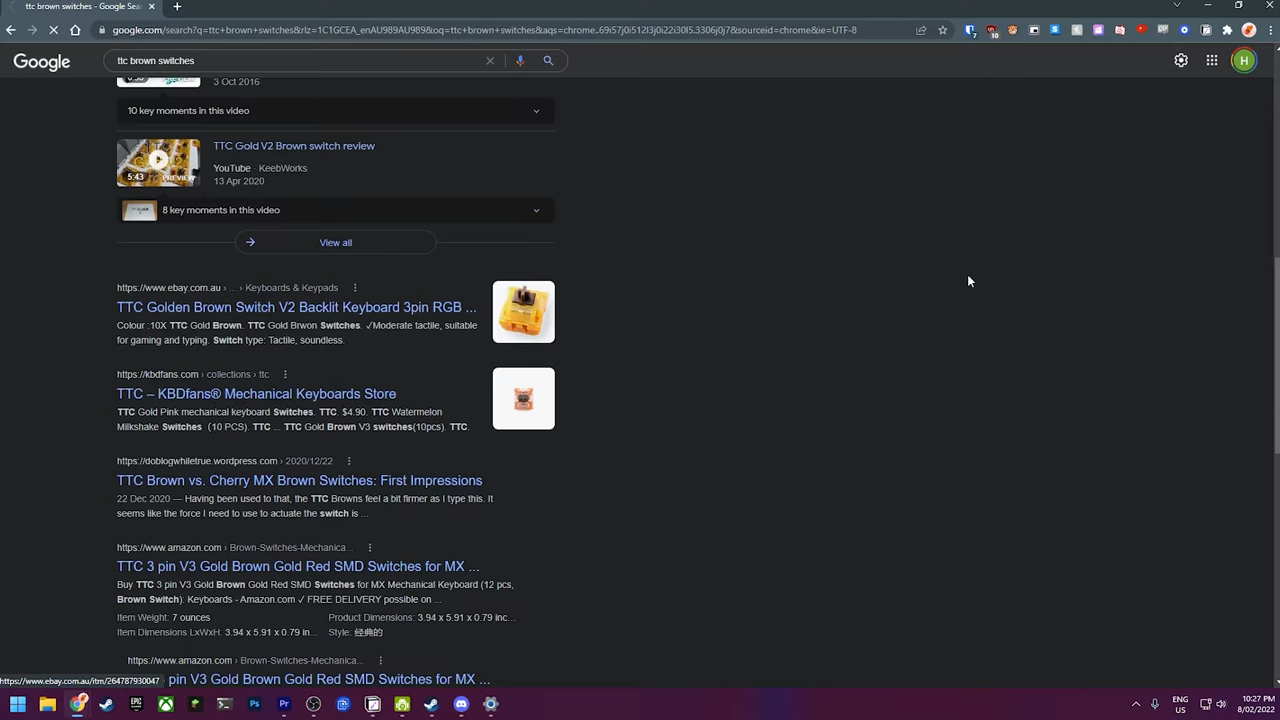 ttc brown switches - Google Sea
google.com/search?q=ttc+brown+switches&rlz=1C1GCEA_enAU989AU989&oq=ttc+brown+switches&aqs=chrome..69i57j0i512l3j0i22i30l5.3306j0j7&sourceid=chrome&ie=UTF-8
10
Google
ttc brown switches
H
3 Oct 2016
10 key moments in this video
TTC Gold V2 Brown switch review
YouTube · KeebWorks
13 Apr 2020
5:43
PREVIEW
8 key moments in this video
View all
https://www.ebay.com.au › ... › Keyboards & Keypads
TTC Golden Brown Switch V2 Backlit Keyboard 3pin RGB ...
Colour :10X TTC Gold Brown. TTC Gold Brwon Switches. ✓Moderate tactile, suitable
for gaming and typing. Switch type: Tactile, soundless.
https://kbdfans.com › collections › ttc
TTC – KBDfans® Mechanical Keyboards Store
TTC Gold Pink mechanical keyboard Switches. TTC. $4.90. TTC Watermelon
Milkshake Switches (10 PCS). TTC ... TTC Gold Brown V3 switches(10pcs). TTC.
https://doblogwhiletrue.wordpress.com › 2020/12/22
TTC Brown vs. Cherry MX Brown Switches: First Impressions
22 Dec 2020 — Having been used to that, the TTC Browns feel a bit firmer as I type this. It
seems like the force I need to use to actuate the switch is ...
https://www.amazon.com › Brown-Switches-Mechanica...
TTC 3 pin V3 Gold Brown Gold Red SMD Switches for MX ...
Buy TTC 3 pin V3 Gold Brown Gold Red SMD Switches for MX Mechanical Keyboard (12 pcs,
Brown Switch): Keyboards - Amazon.com ✓ FREE DELIVERY possible on ...
Item Weight: 7 ounces
Product Dimensions: 3.94 x 5.91 x 0.79 inc...
Item Dimensions LxWxH: 3.94 x 5.91 x 0.79 in...
Style: 经典的
https://www.amazon.com › Brown-Switches-Mechanica...
pin V3 Gold Brown Gold Red SMD Switches for MX ...
https://www.ebay.com.au/itm/264787930047
ENG
US
10:27 PM
8/02/2022